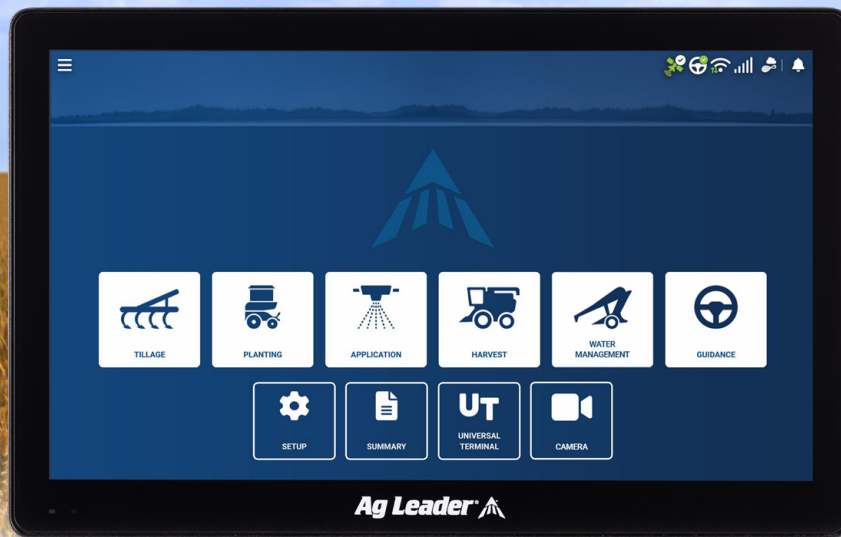 TILLAGE
PLANTING
APPLICATION
HARVEST
WATER
MANAGEMENT
GUIDANCE
SETUP
SUMMARY
UT
UNIVERSAL
TERMINAL
CAMERA
Ag Leader